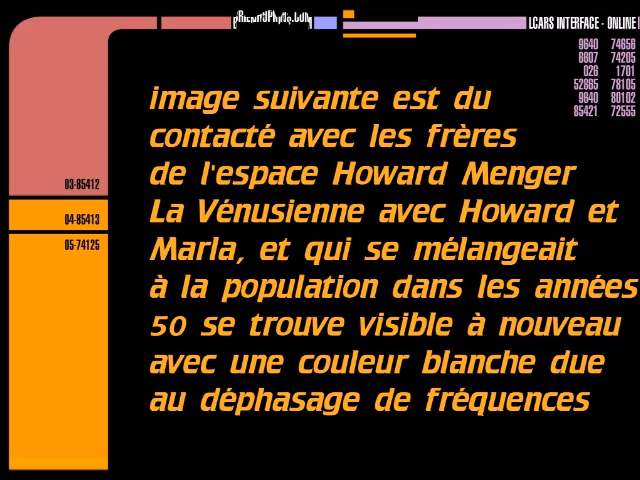 LCARS INTERFACE - ONLINE
9640 74656
6807 74205
026 1701
52865 78105
9640 80102
85421 72555
image suivante est du
contacté avec les frères
de l'espace Howard Menger
La Vénusienne avec Howard et
Marla, et qui se mélangeait
à la population dans les années
50 se trouve visible à nouveau
avec une couleur blanche due
au déphasage de fréquences
03-85412
04-85413
05-74125